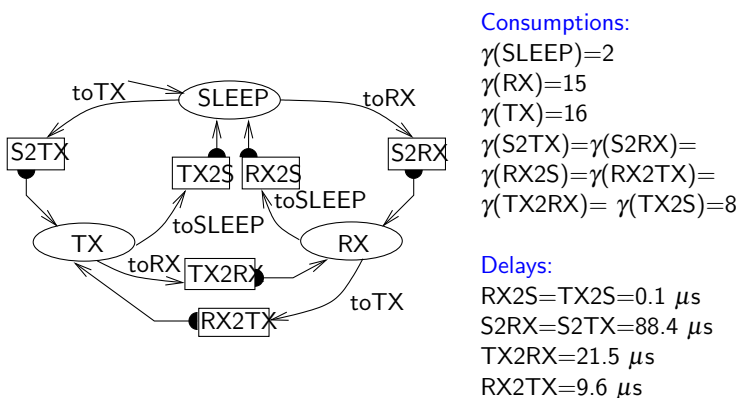 toTX
SLEEP
toRX
S2TX
TX2S
RX2S
S2RX
toSLEEP
toSLEEP
TX
RX
toRX
TX2RX
toTX
RX2TX
Consumptions:
γ(SLEEP)=2
γ(RX)=15
γ(TX)=16
γ(S2TX)=γ(S2RX)=
γ(RX2S)=γ(RX2TX)=
γ(TX2RX)= γ(TX2S)=8
Delays:
RX2S=TX2S=0.1 μs
S2RX=S2TX=88.4 μs
TX2RX=21.5 μs
RX2TX=9.6 μs